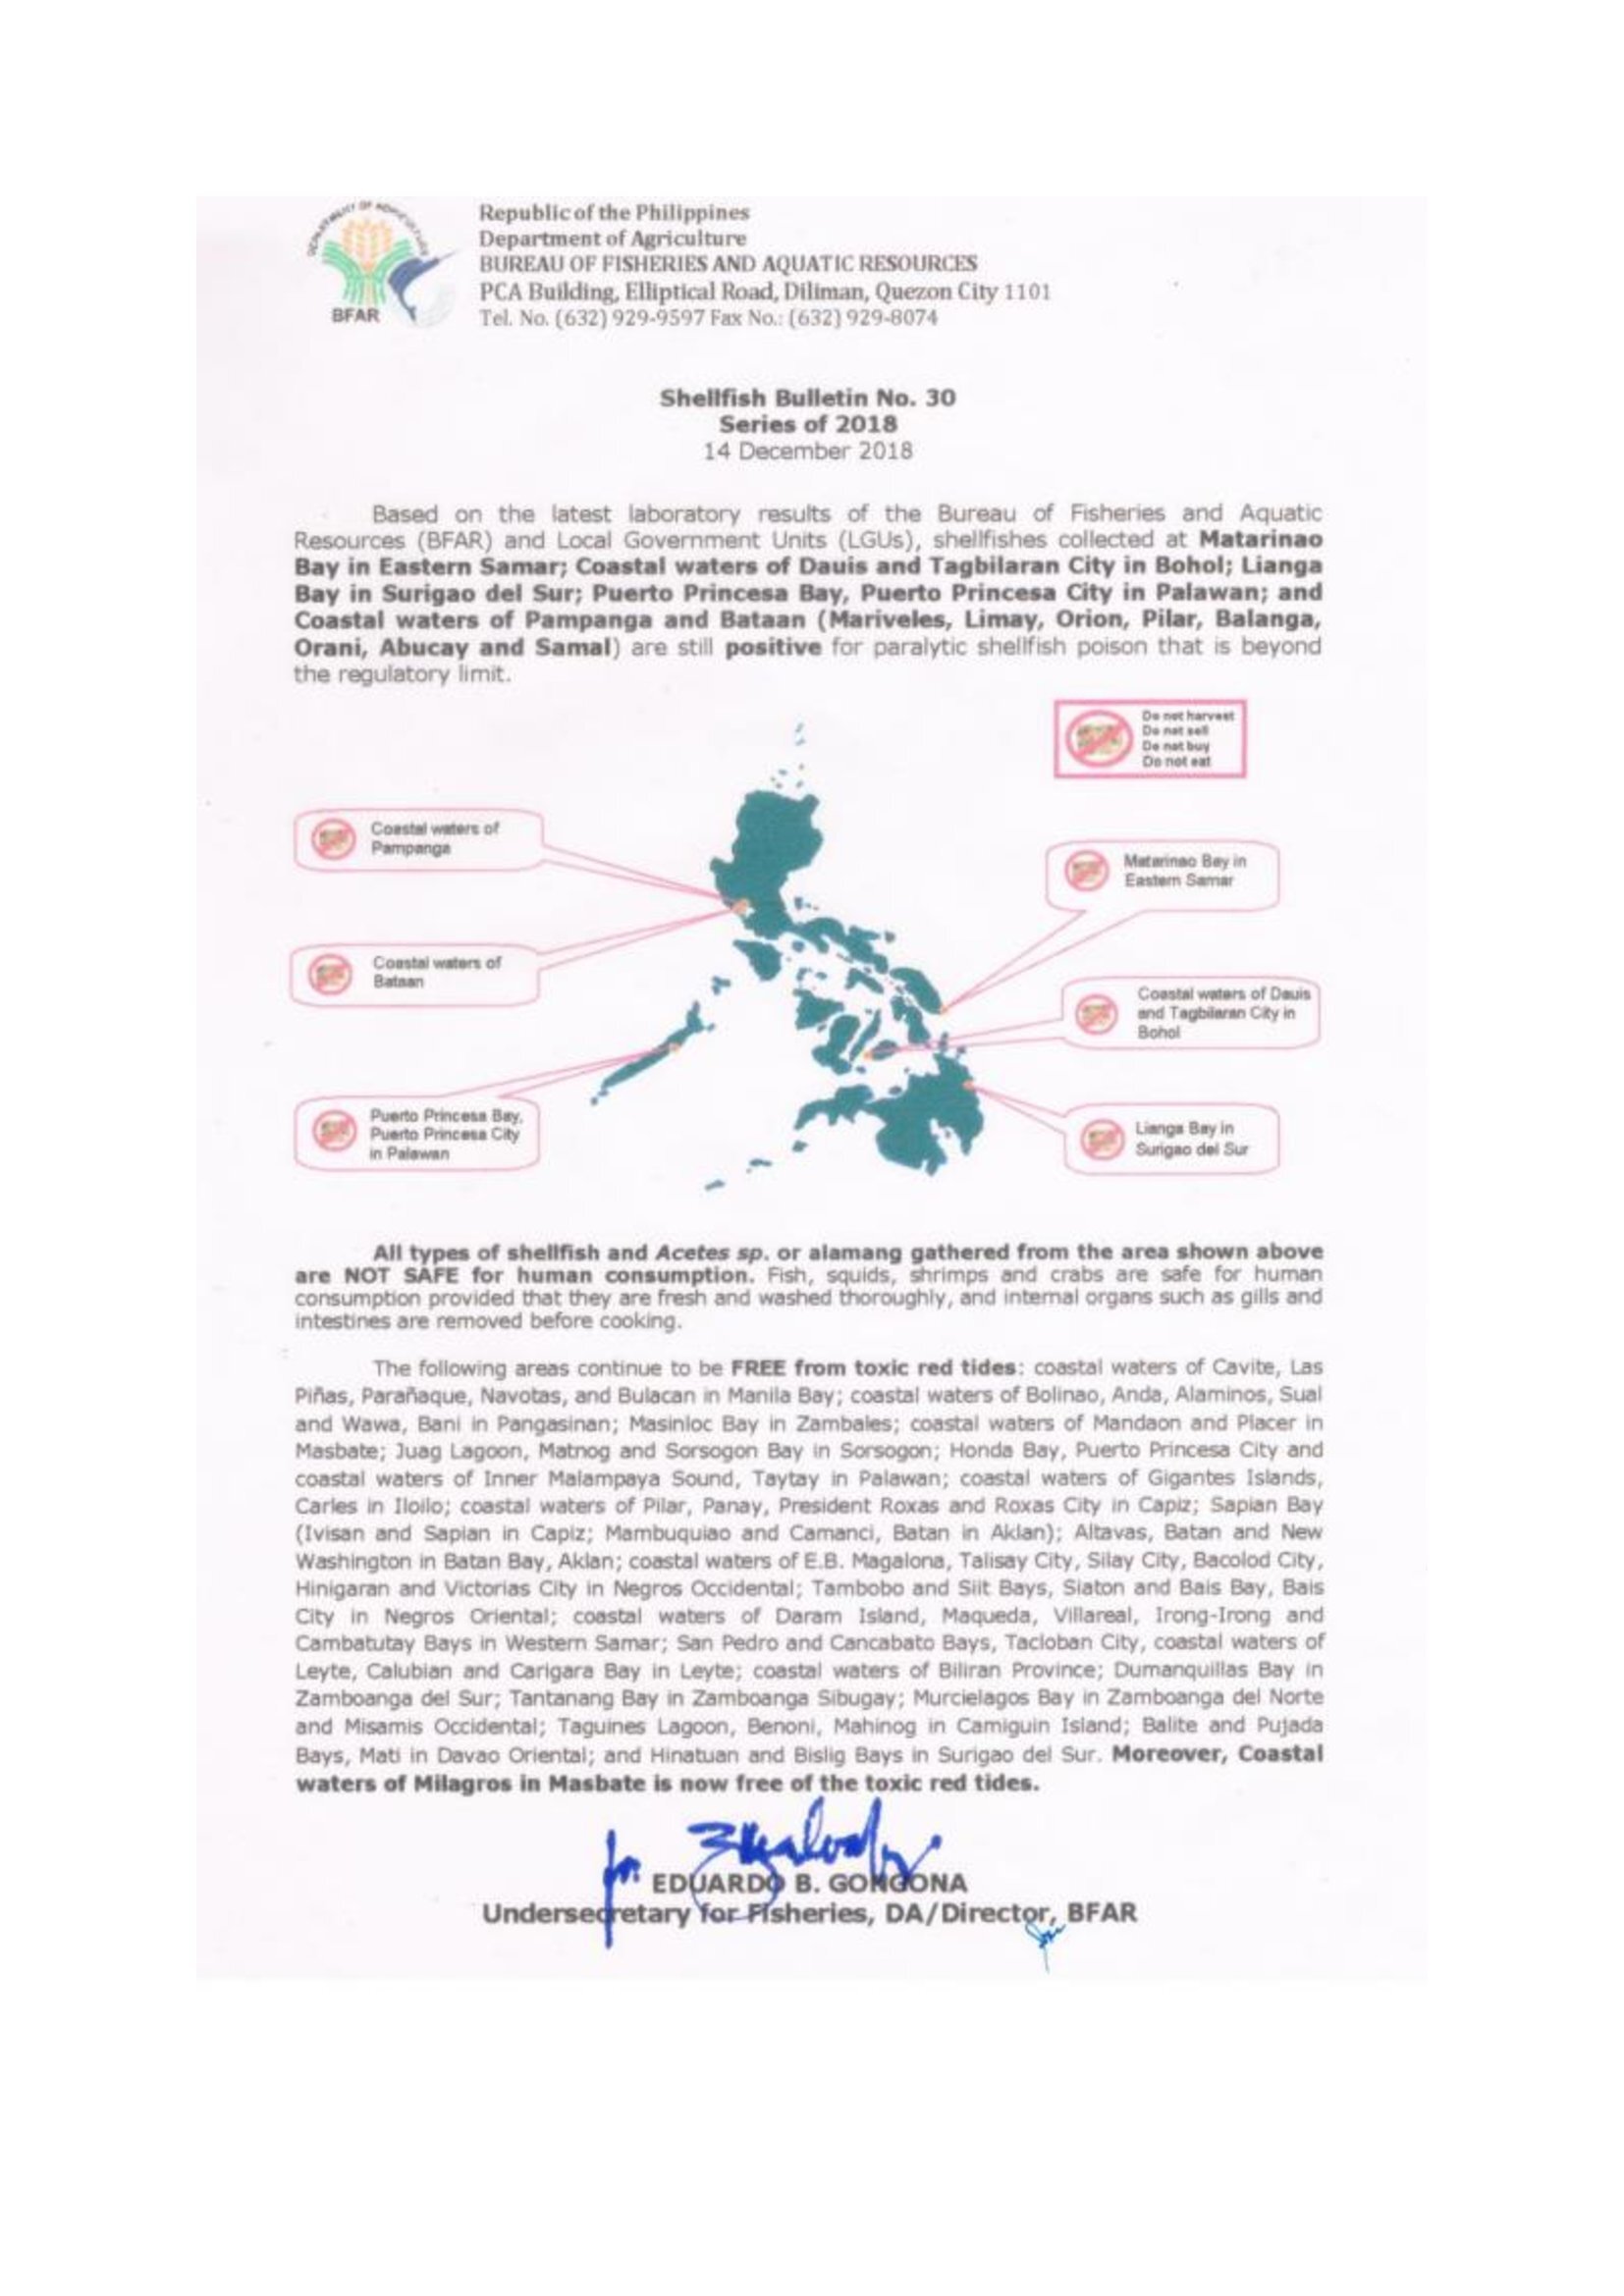 DEPARTMENT OF AGRICULTURE
BFAR
Republic of the Philippines
Department of Agriculture
BUREAU OF FISHERIES AND AQUATIC RESOURCES
PCA Building, Elliptical Road, Diliman, Quezon City 1101
Tel. No. (632) 929-9597 Fax No.: (632) 929-8074
Shellfish Bulletin No. 30
Series of 2018
14 December 2018
Based on the latest laboratory results of the Bureau of Fisheries and Aquatic
Resources (BFAR) and Local Government Units (LGUs), shellfishes collected at Matarinao
Bay in Eastern Samar; Coastal waters of Dauis and Tagbilaran City in Bohol; Lianga
Bay in Surigao del Sur; Puerto Princesa Bay, Puerto Princesa City in Palawan; and
Coastal waters of Pampanga and Bataan (Mariveles, Limay, Orion, Pilar, Balanga,
Orani, Abucay and Samal) are still positive for paralytic shellfish poison that is beyond
the regulatory limit.
Do not harvest
Do not sell
Do not buy
Do not eat
Coastal waters of
Pampanga
Matarinao Bay in
Eastern Samar
Coastal waters of
Bataan
Coastal waters of Dauis
and Tagbilaran City in
Bohol
Puerto Princesa Bay,
Puerto Princesa City
in Palawan
Lianga Bay in
Surigao del Sur
All types of shellfish and Acetes sp. or alamang gathered from the area shown above
are NOT SAFE for human consumption. Fish, squids, shrimps and crabs are safe for human
consumption provided that they are fresh and washed thoroughly, and internal organs such as gills and
intestines are removed before cooking.
The following areas continue to be FREE from toxic red tides: coastal waters of Cavite, Las
Piñas, Parañaque, Navotas, and Bulacan in Manila Bay; coastal waters of Bolinao, Anda, Alaminos, Sual
and Wawa, Bani in Pangasinan; Masinloc Bay in Zambales; coastal waters of Mandaon and Placer in
Masbate; Juag Lagoon, Matnog and Sorsogon Bay in Sorsogon; Honda Bay, Puerto Princesa City and
coastal waters of Inner Malampaya Sound, Taytay in Palawan; coastal waters of Gigantes Islands,
Carles in Iloilo; coastal waters of Pilar, Panay, President Roxas and Roxas City in Capiz; Sapian Bay
(Ivisan and Sapian in Capiz; Mambuquiao and Camanci, Batan in Aklan); Altavas, Batan and New
Washington in Batan Bay, Aklan; coastal waters of E.B. Magalona, Talisay City, Silay City, Bacolod City,
Hinigaran and Victorias City in Negros Occidental; Tambobo and Siit Bays, Siaton and Bais Bay, Bais
City in Negros Oriental; coastal waters of Daram Island, Maqueda, Villareal, Irong-Irong and
Cambatutay Bays in Western Samar; San Pedro and Cancabato Bays, Tacloban City, coastal waters of
Leyte, Calubian and Carigara Bay in Leyte; coastal waters of Biliran Province; Dumanquillas Bay in
Zamboanga del Sur; Tantanang Bay in Zamboanga Sibugay; Murcielagos Bay in Zamboanga del Norte
and Misamis Occidental; Taguines Lagoon, Benoni, Mahinog in Camiguin Island; Balite and Pujada
Bays, Mati in Davao Oriental; and Hinatuan and Bislig Bays in Surigao del Sur. Moreover, Coastal
waters of Milagros in Masbate is now free of the toxic red tides.
for
EDUARDO B. GONGONA
Undersecretary for Fisheries, DA/Director, BFAR